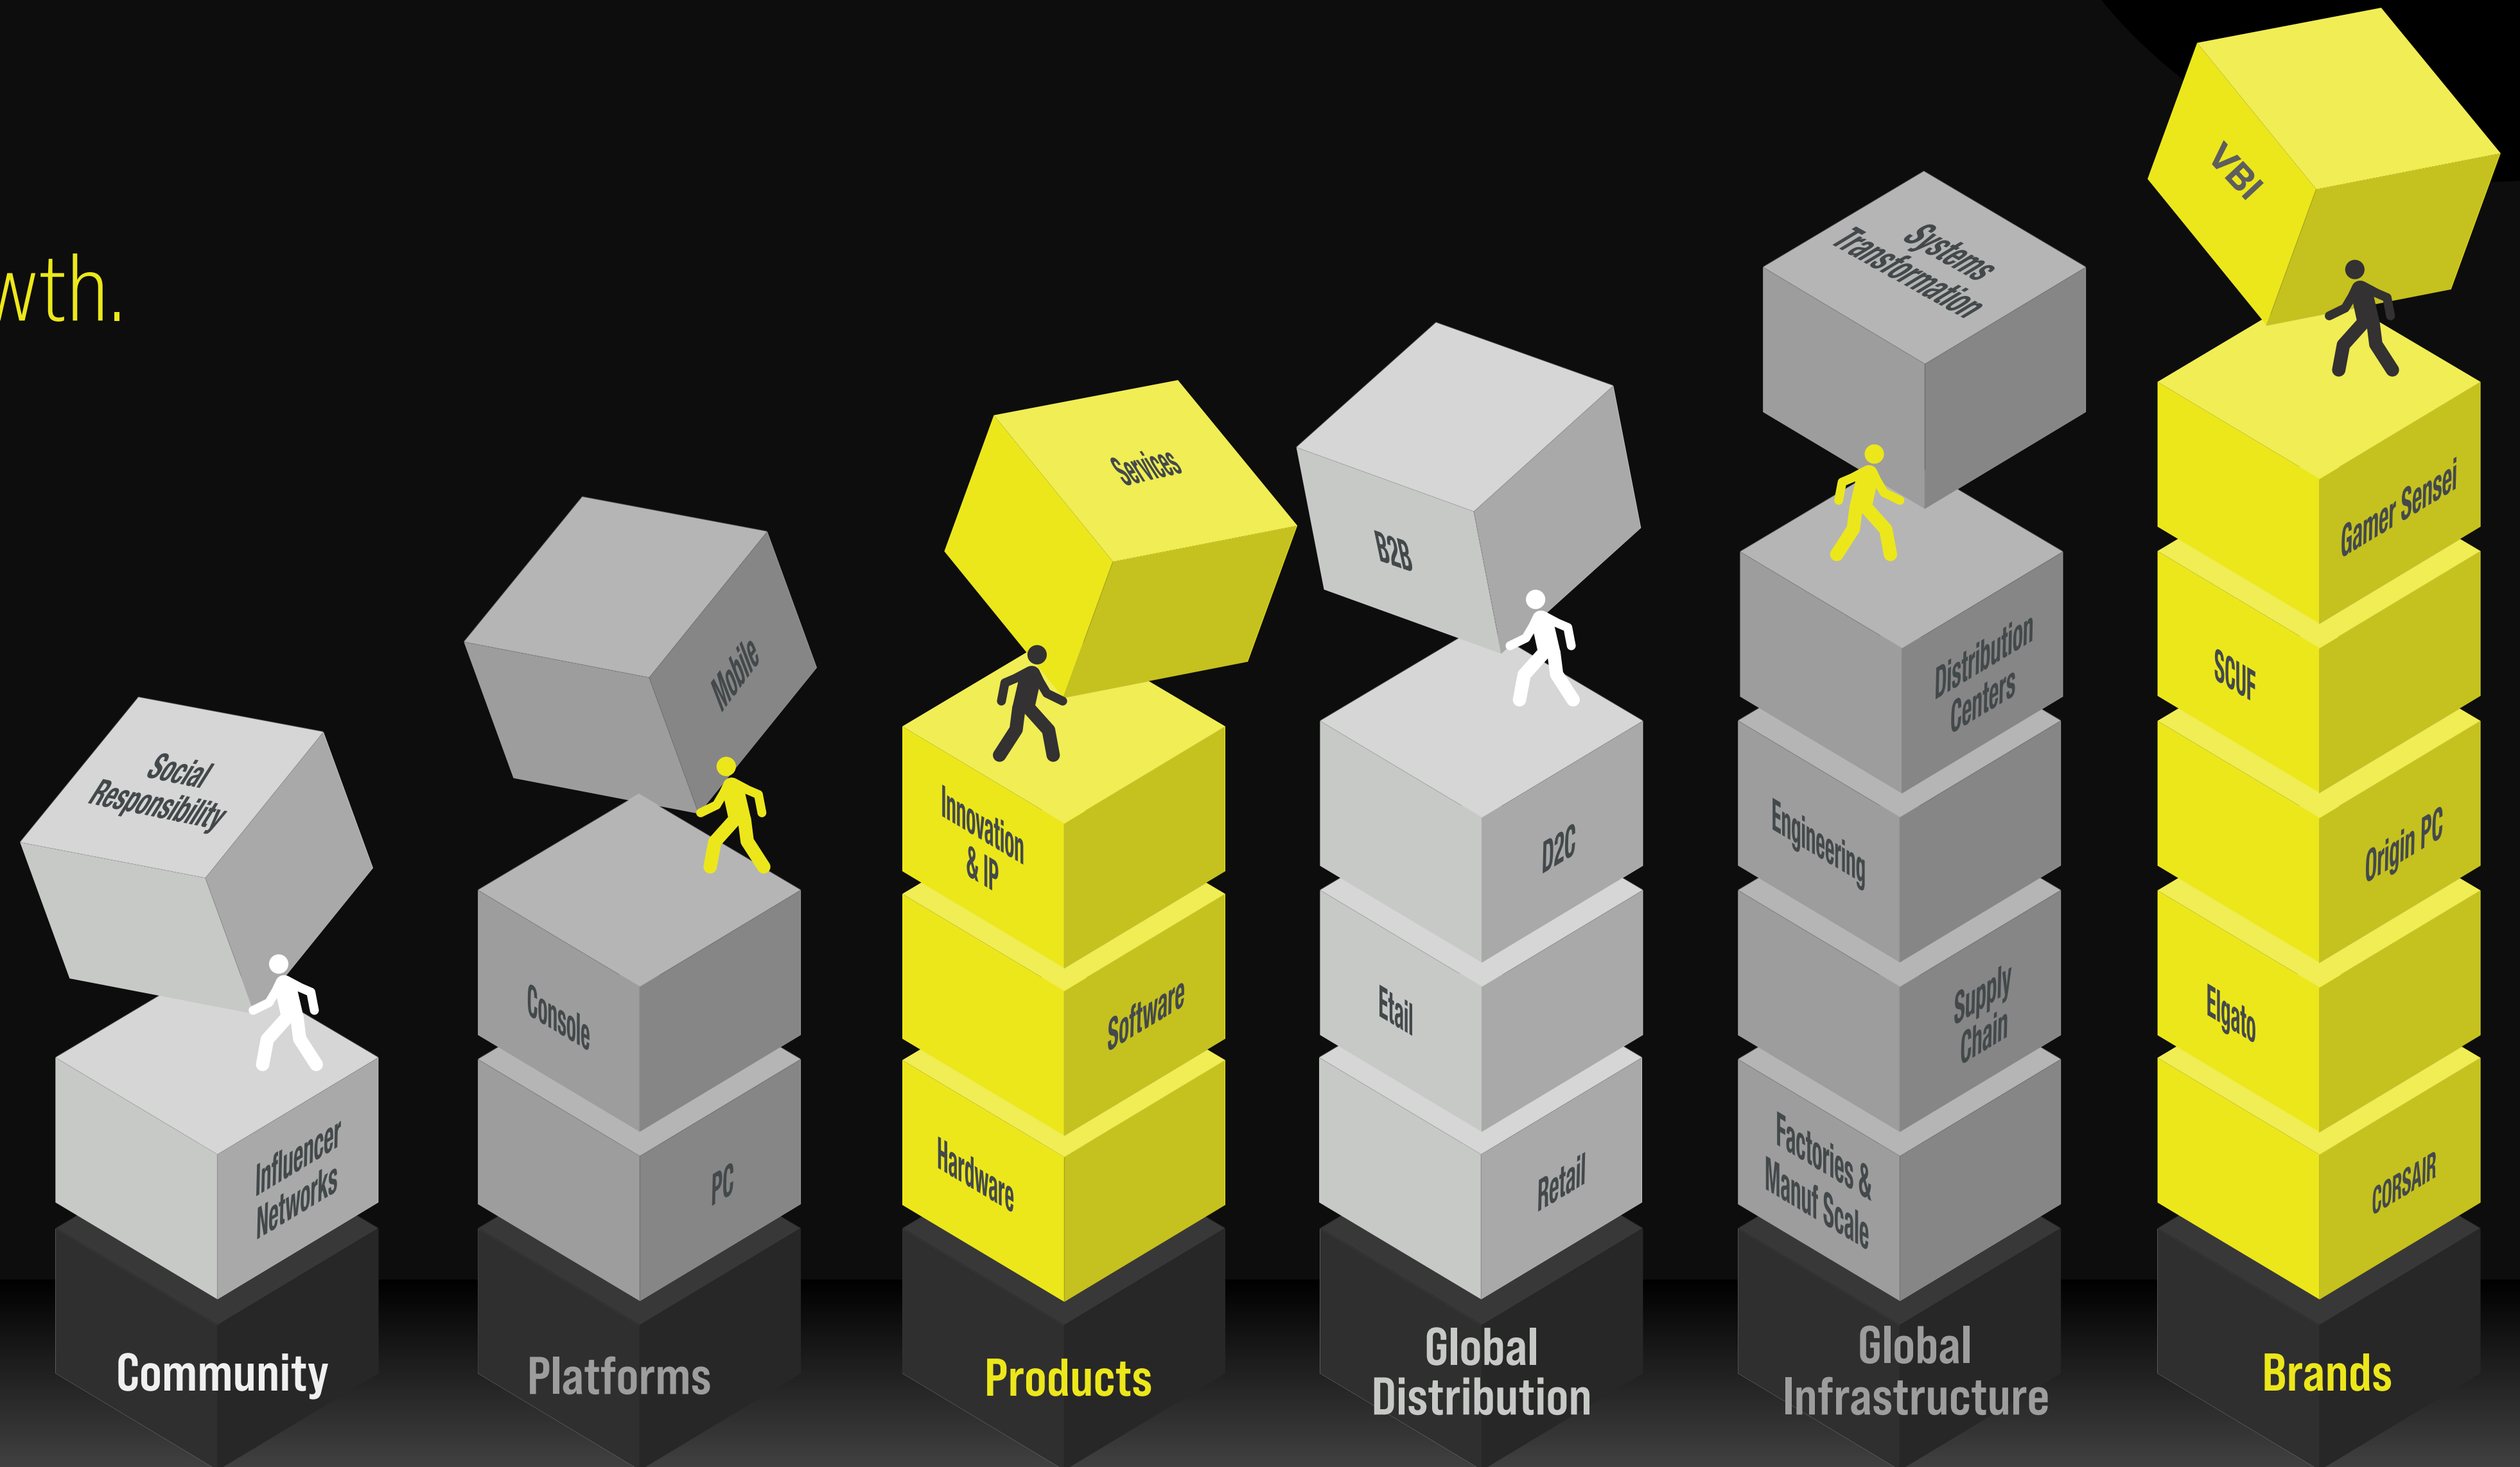 wth.
Social
Responsibility
Influencer
Networks
Community
Mobile
Console
PC
Platforms
Services
Innovation
& IP
Software
Hardware
Products
B2B
D2C
Etail
Retail
Global
Distribution
Systems
Transformation
Distribution
Centers
Engineering
Supply
Chain
Factories &
Manuf Scale
Global
Infrastructure
VBI
Gamer Sensei
SCUF
Origin PC
Elgato
CORSAIR
Brands